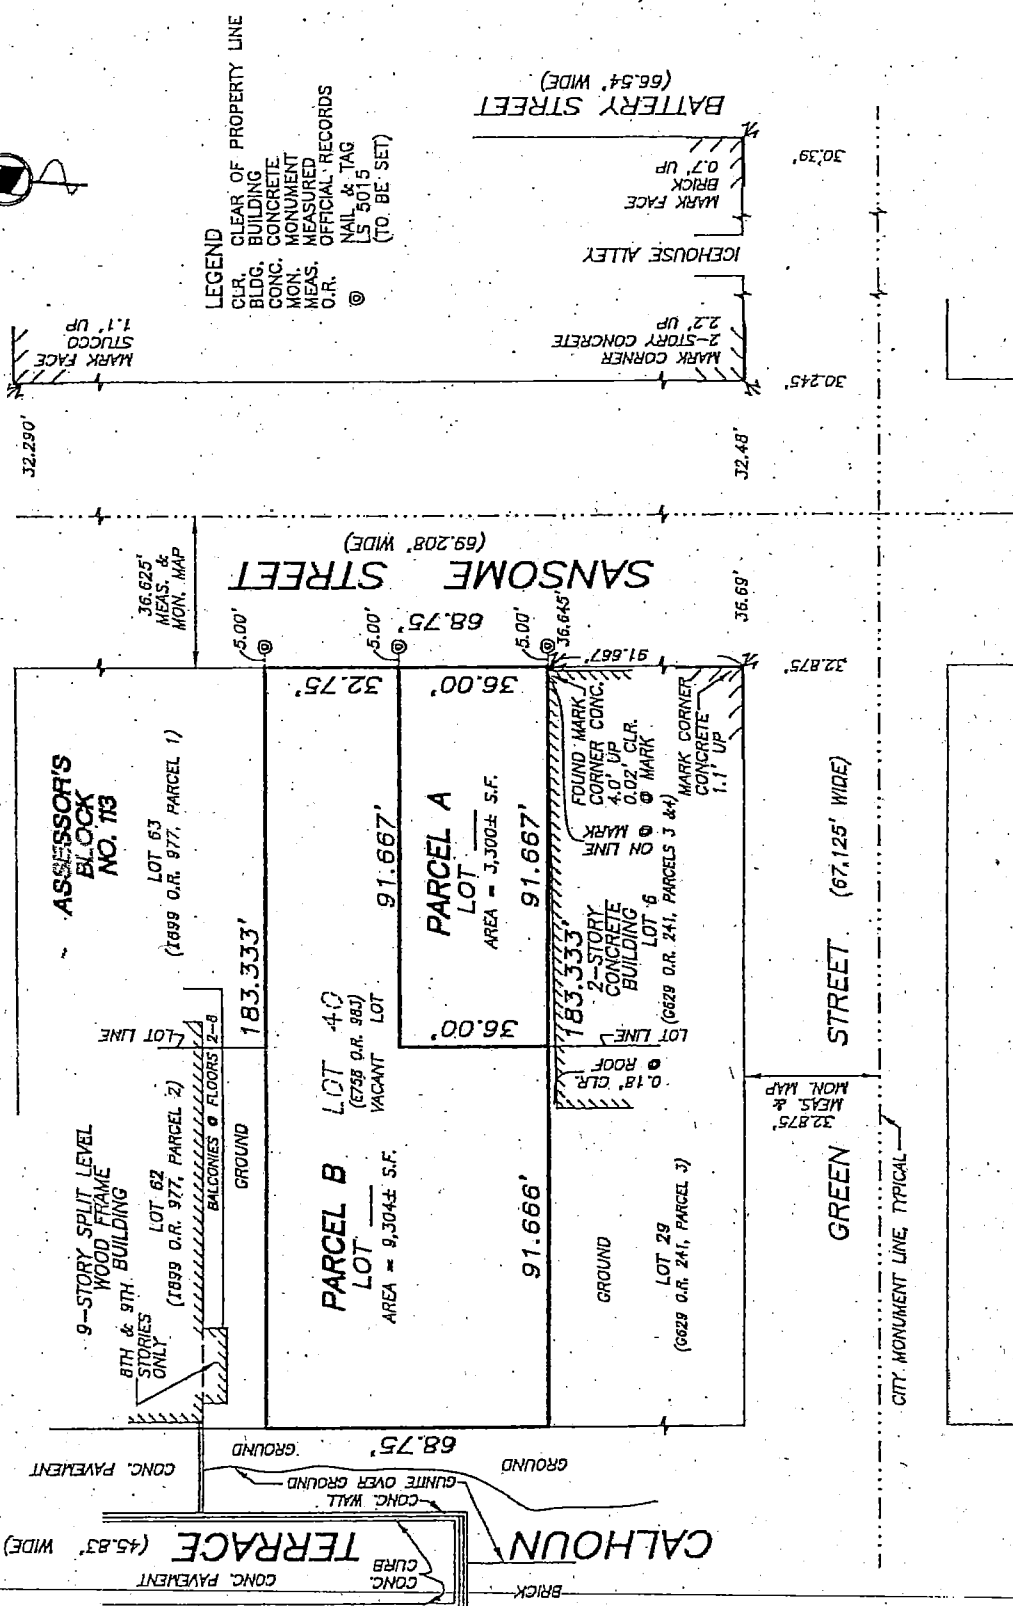 LEGEND
CLR. CLEAR OF PROPERTY LINE
BLDG. BUILDING
CONC. CONCRETE
MON. MONUMENT
MEAS. MEASURED
O.R. OFFICIAL RECORDS
◎ NAIL & TAG
LS 5015
(TO BE SET)
BATTERY STREET
(66.54' WIDE)
MARK FACE
BRICK
0.7' UP
30.39'
ICEHOUSE ALLEY
MARK CORNER
2-STORY CONCRETE
2.2' UP
30.245'
MARK FACE
STUCCO
1.1' UP
32.290'
32.48'
36.625'
MEAS. &
MON. MAP
SANSOME STREET
(69.208' WIDE)
68.75'
5.00'
5.00'
5.00'
36.645'
36.69'
91.667'
32.875'
32.75'
36.00'
ASSESSOR'S
BLOCK
NO. 113
LOT 63
(I899 O.R. 977, PARCEL 1)
183.333'
91.667'
PARCEL A
LOT
AREA = 3,300± S.F.
91.667'
36.00'
FOUND MARK
CORNER CONC.
4.0' UP
0.02' CLR.
@ MARK
ON LINE @ MARK
MARK CORNER
CONCRETE
1.1' UP
183.333'
2-STORY
CONCRETE
BUILDING
LOT 6
(G629 O.R. 241, PARCELS 3 &4)
LOT LINE
LOT LINE
0.18' CLR.
@ ROOF
LOT 40
(E758 O.R. 983)
VACANT LOT
PARCEL B
LOT
AREA = 9,304± S.F.
91.666'
9-STORY SPLIT LEVEL
WOOD FRAME
BUILDING
LOT 62
(I899 O.R. 977, PARCEL 2)
8TH & 9TH
STORIES
ONLY
BALCONIES @ FLOORS 2-8
GROUND
GROUND
LOT 29
(G629 O.R. 241, PARCEL 3)
32.875'
MEAS. &
MON. MAP
GREEN STREET (67.125' WIDE)
CITY MONUMENT LINE, TYPICAL
68.75'
GROUND
GROUND
CONC. PAVEMENT
GUNITE OVER GROUND
CONC. WALL
CALHOUN TERRACE (45.83' WIDE)
CONC.
CURB
CONC. PAVEMENT
BRICK